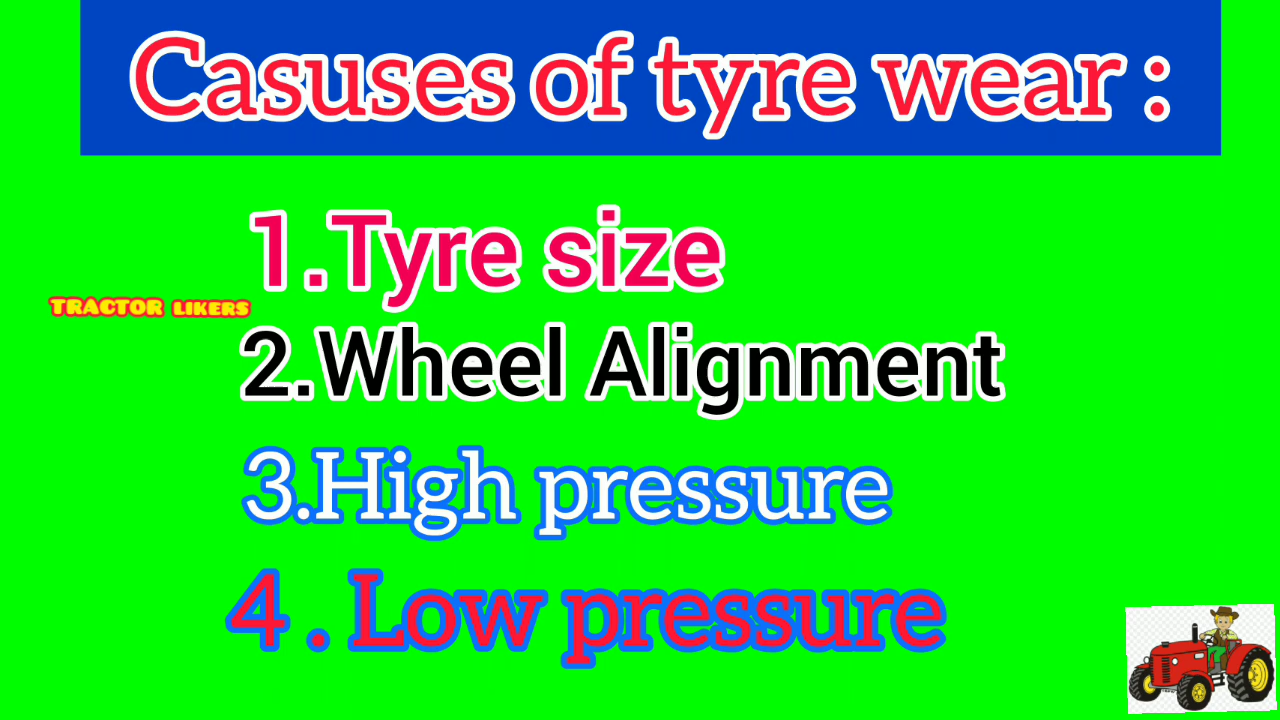 Casuses of tyre wear :
1.Tyre size
TRACTOR LIKERS
2.Wheel Alignment
3.High pressure
4 . Low pressure